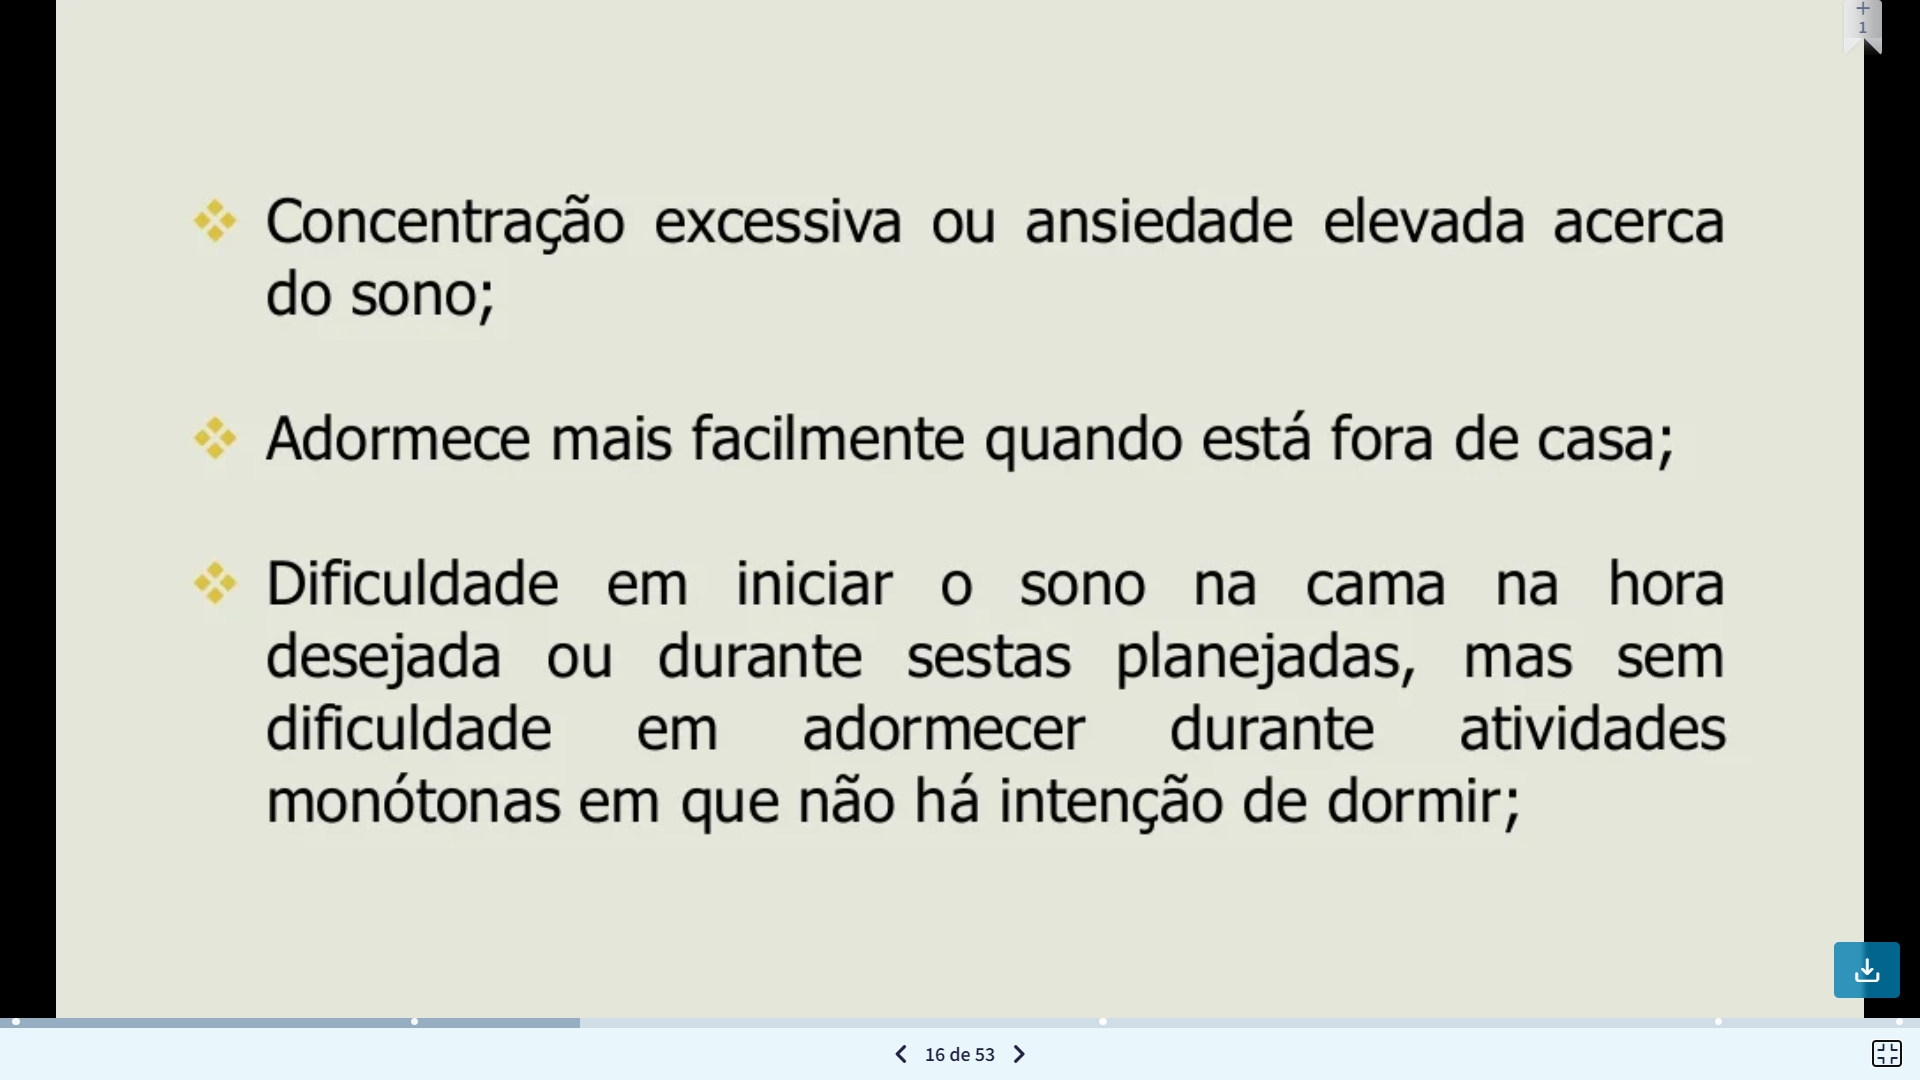 +
1
Concentração excessiva ou ansiedade elevada acerca
do sono;
Adormece mais facilmente quando está fora de casa;
Dificuldade em iniciar o sono na cama na hora
desejada ou durante sestas planejadas, mas sem
dificuldade em adormecer durante atividades
monótonas em que não há intenção de dormir;
16 de 53